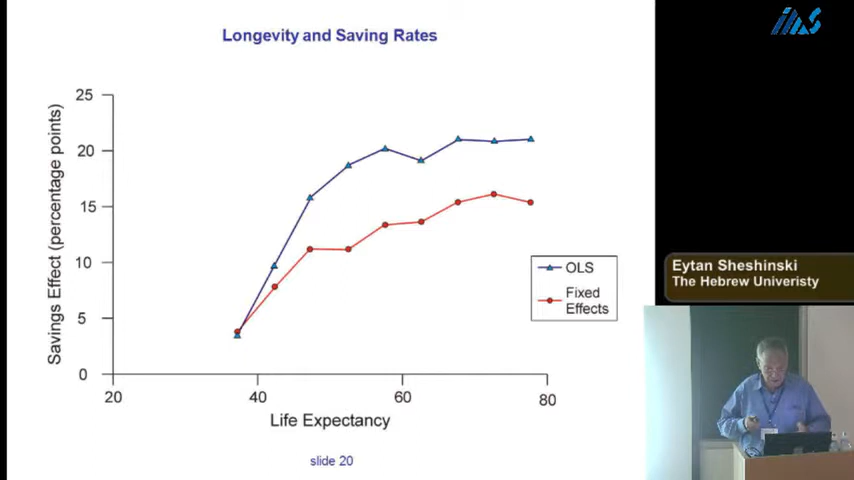 Longevity and Saving Rates
ias
Savings Effect (percentage points)
25
20
15
10
5
0
20
40
60
80
Life Expectancy
OLS
Fixed
Effects
slide 20
Eytan Sheshinski
The Hebrew Univeristy